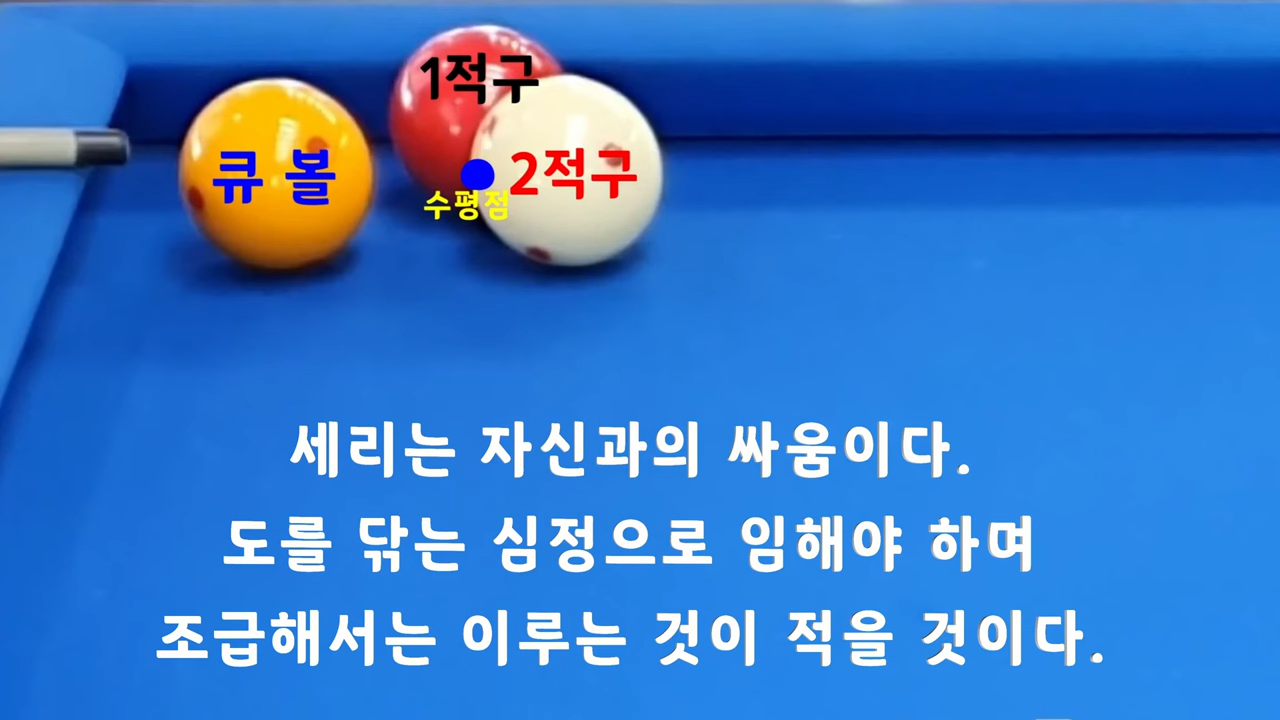 1적구
큐 볼
2적구
수평점
세리는 자신과의 싸움이다.
도를 닦는 심정으로 임해야 하며
조급해서는 이루는 것이 적을 것이다.